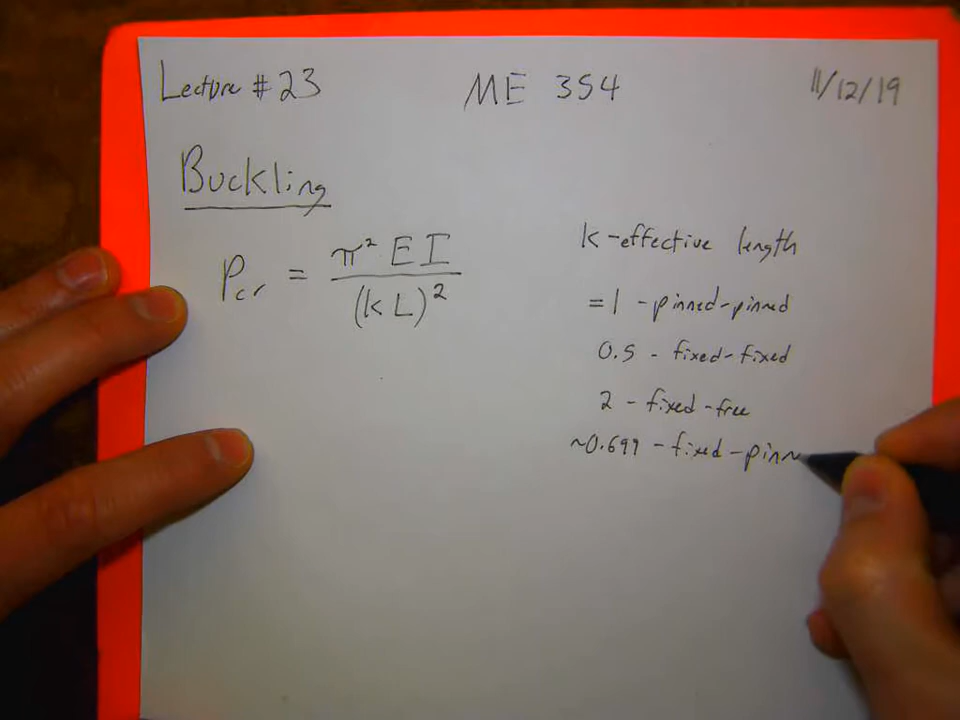 Lecture # 23 ME 354 11/12/19
Buckling
Pcr = π² E I / (k L)²
k-effective length
= 1 - pinned-pinned
0.5 - fixed-fixed
2 - fixed-free
~0.699 - fixed-pinn